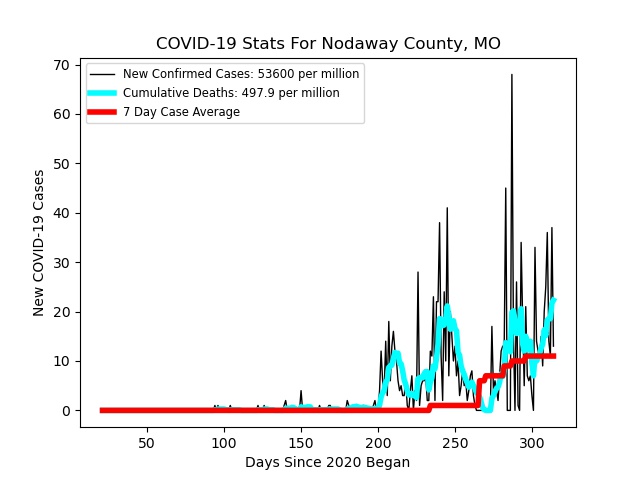 COVID-19 Stats For Nodaway County, MO
New Confirmed Cases: 53600 per million
Cumulative Deaths: 497.9 per million
7 Day Case Average
New COVID-19 Cases
70
60
50
40
30
20
10
0
50 100 150 200 250 300
Days Since 2020 Began